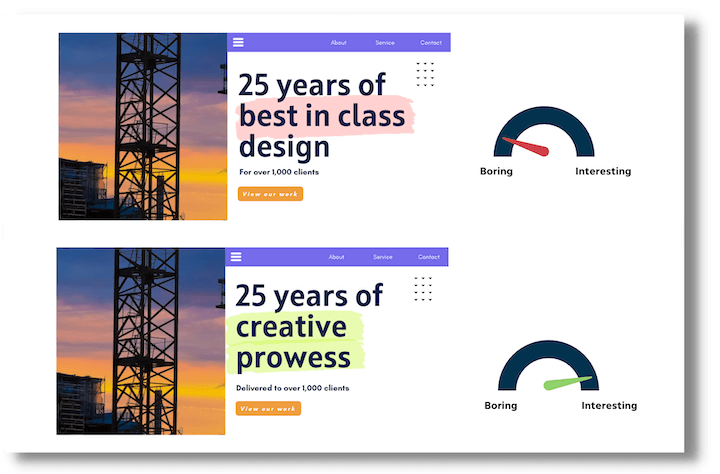 About Service Contact
25 years of
best in class
design
For over 1,000 clients
View our work
Boring Interesting
About Service Contact
25 years of
creative
prowess
Delivered to over 1,000 clients
View our work
Boring Interesting